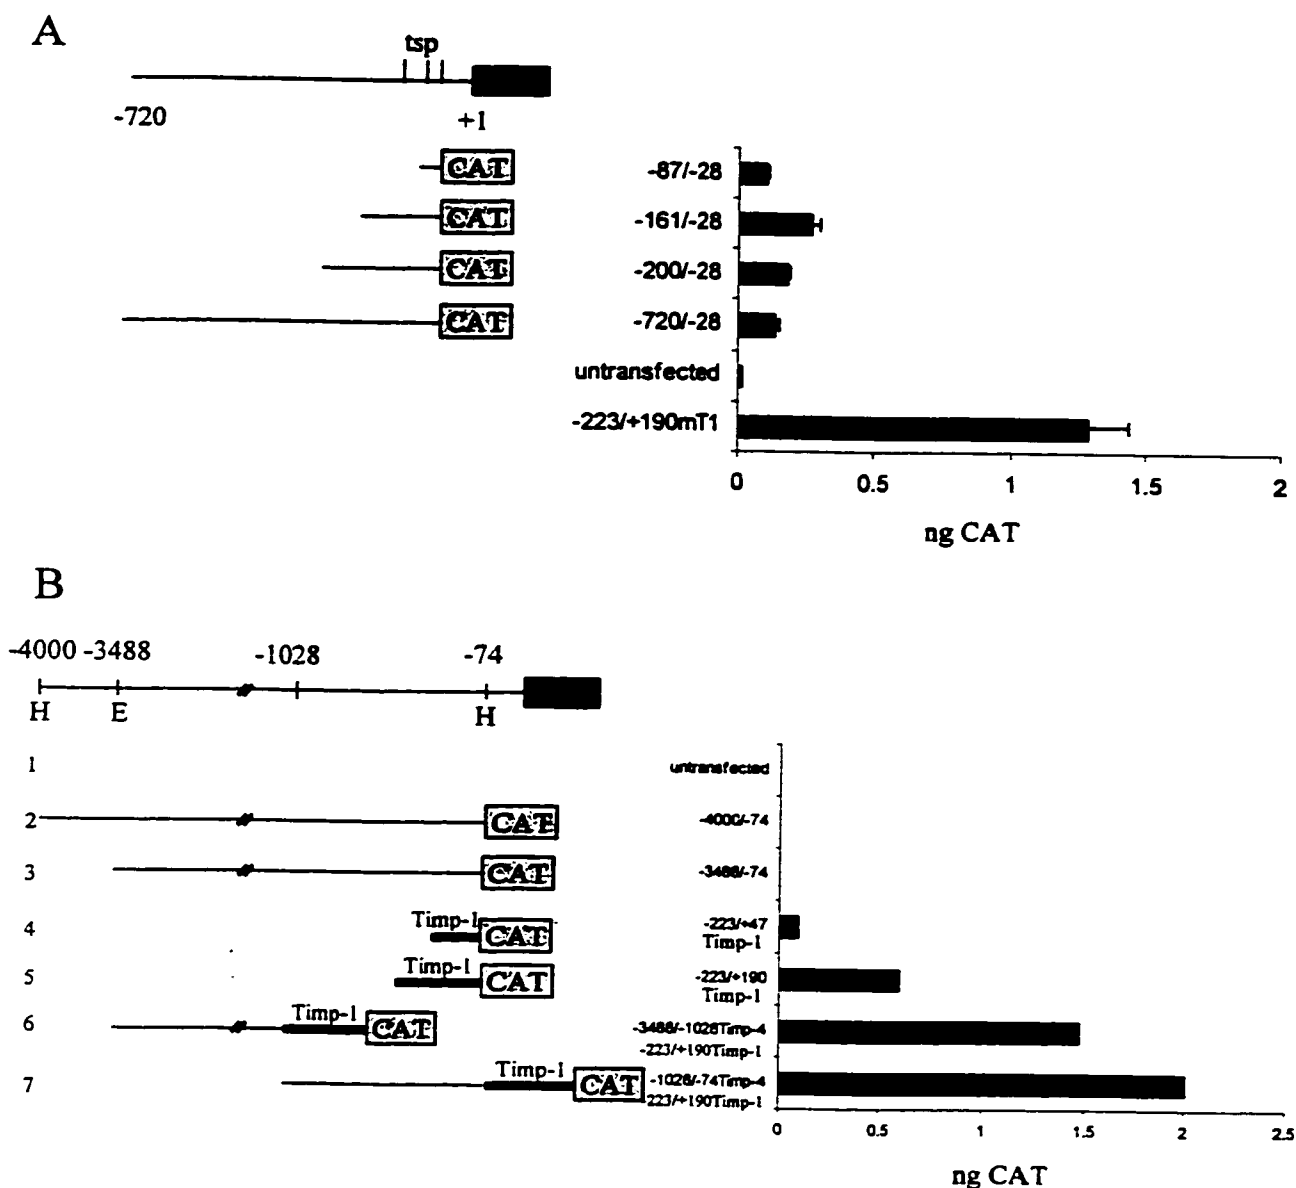 A
tsp
-720
+1
CAT
CAT
CAT
CAT
-87/-28
-161/-28
-200/-28
-720/-28
untransfected
-223/+190mT1
0 0.5 1 1.5 2
ng CAT
B
-4000 -3488 -1028 -74
H E H
1
untransfected
2
CAT
-4000/-74
3
CAT
-3488/-74
4
Timp-1
CAT
-223/+47
Timp-1
5
Timp-1
CAT
-223/+190
Timp-1
6
Timp-1
CAT
-3488/-1028Timp-4
-223/+190Timp-1
7
Timp-1
CAT
-1028/-74Timp-4
223/+190Timp-1
0 0.5 1 1.5 2 2.5
ng CAT